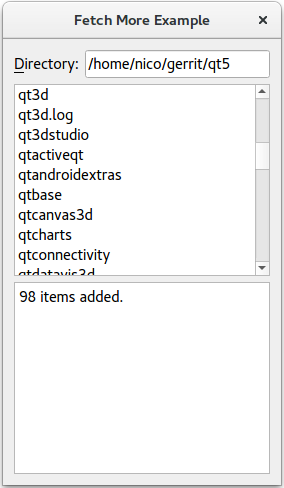 Fetch More Example
Directory: /home/nico/gerrit/qt5
qt3d
qt3d.log
qt3dstudio
qtactiveqt
qtandroidextras
qtbase
qtcanvas3d
qtcharts
qtconnectivity
qtdatavis3d
98 items added.